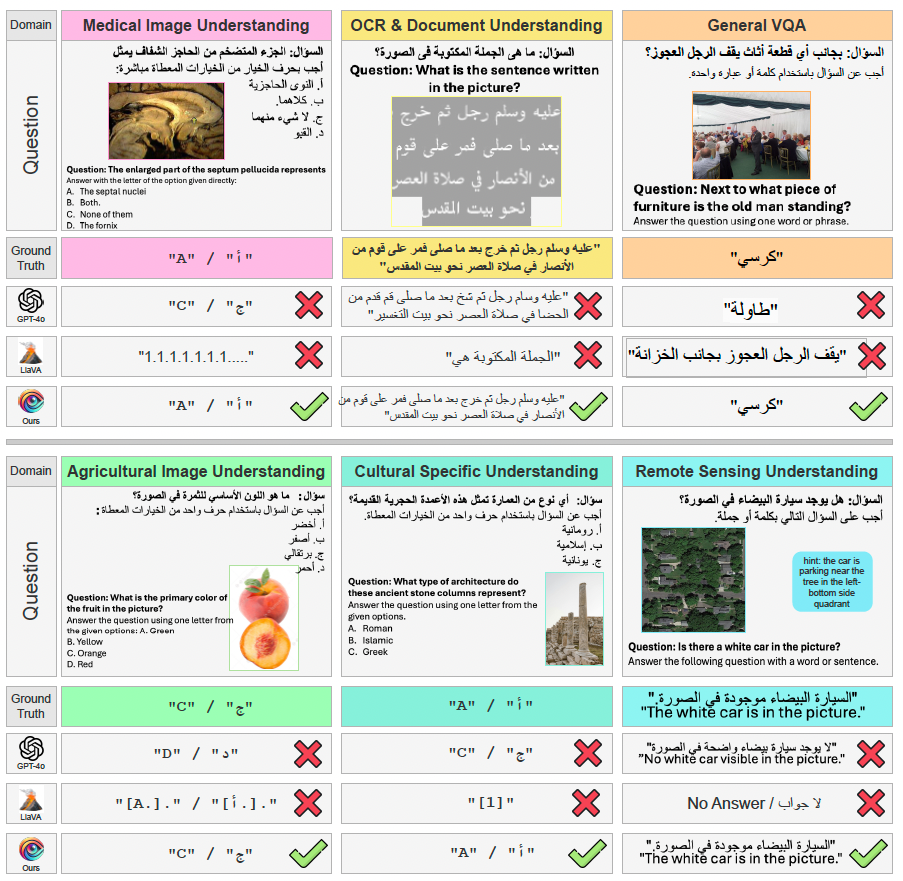 Domain
Medical Image Understanding
OCR & Document Understanding
General VQA
Question
السؤال: الجزء المتضخم من الحاجز الشفاف يمثل
أجب بحرف الخيار من الخيارات المعطاة مباشرة:
أ. النوى الحاجزية
ب. كلاهما.
ج. لا شيء منهما
د. القبو
Question: The enlarged part of the septum pellucida represents
Answer with the letter of the option given directly:
A. The septal nuclei
B. Both.
C. None of them
D. The fornix
السؤال: ما هى الجملة المكتوبة فى الصورة؟
Question: What is the sentence written
in the picture?
عليه وسلم رجل ثم خرج
بعد ما صلى فمر على قوم
من الأنصار في صلاة العصر
نحو بيت المقدس
السؤال: بجانب أي قطعة أثاث يقف الرجل العجوز؟
أجب عن السؤال باستخدام كلمة أو عبارة واحدة.
Question: Next to what piece of
furniture is the old man standing?
Answer the question using one word or phrase.
Ground
Truth
"A" / "أ"
"عليه وسلم رجل ثم خرج بعد ما صلى فمر على قوم من
الأنصار في صلاة العصر نحو بيت المقدس"
"كرسي"
GPT-4o
"C" / "ج"
"عليه وسام رجل ثم شخ بعد ما صلى قم قدم من
الحضا في صلاة العصر نحو بيت التفسير"
"طاولة"
LlaVA
"1.1.1.1.1.1....."
"الجملة المكتوبة هي"
"يقف الرجل العجوز بجانب الخزانة"
Ours
"A" / "أ"
"عليه وسلم رجل ثم خرج بعد ما صلى فمر على قوم من
الأنصار في صلاة العصر نحو بيت المقدس"
"كرسي"
Domain
Agricultural Image Understanding
Cultural Specific Understanding
Remote Sensing Understanding
Question
سؤال: ما هو اللون الأساسي للثمرة في الصورة؟
أجب عن السؤال باستخدام حرف واحد من الخيارات المعطاة:
أ. أخضر
ب. أصفر
ج. برتقالي
د. أحمر
Question: What is the primary color of
the fruit in the picture?
Answer the question using one letter from
the given options: A. Green
B. Yellow
C. Orange
D. Red
سؤال: أي نوع من العمارة تمثل هذه الأعمدة الحجرية القديمة؟
أجب عن السؤال باستخدام حرف واحد من الخيارات المعطاة.
أ. رومانية
ب. إسلامية
ج. يونانية
Question: What type of architecture do
these ancient stone columns represent?
Answer the question using one letter from the
given options.
A. Roman
B. Islamic
C. Greek
السؤال: هل يوجد سيارة البيضاء في الصورة؟
أجب على السؤال التالي بكلمة أو جملة.
hint: the car is
parking near the
tree in the left-
bottom side
quadrant
Question: Is there a white car in the picture?
Answer the following question with a word or sentence.
Ground
Truth
"C" / "ج"
"A" / "أ"
"السيارة البيضاء موجودة في الصورة."
"The white car is in the picture."
GPT-4o
"D" / "د"
"C" / "ج"
"لا يوجد سيارة بيضاء واضحة في الصورة"
"No white car visible in the picture."
LlaVA
"[A.]." / "[أ.]."
"[1]"
No Answer / لا جواب
Ours
"C" / "ج"
"A" / "أ"
"السيارة البيضاء موجودة في الصورة."
"The white car is in the picture."